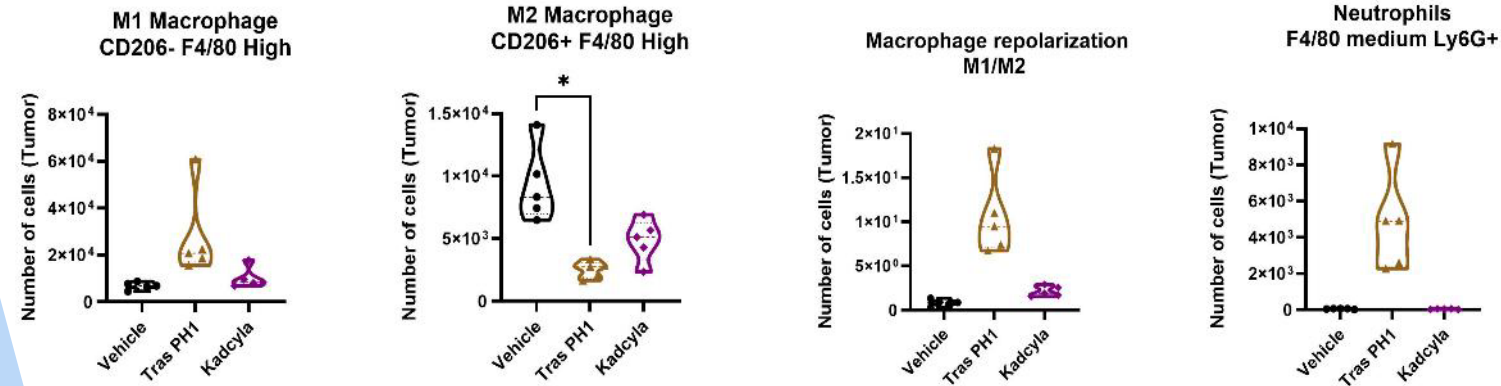 M1 Macrophage
CD206- F4/80 High
Number of cells (Tumor)
8×10⁴
6×10⁴
4×10⁴
2×10⁴
0
Vehicle
Tras PH1
Kadcyla
M2 Macrophage
CD206+ F4/80 High
*
Number of cells (Tumor)
1.5×10⁴
1×10⁴
5×10³
0
Vehicle
Tras PH1
Kadcyla
Macrophage repolarization
M1/M2
Number of cells (Tumor)
2×10¹
1.5×10¹
1×10¹
5×10⁰
0
Vehicle
Tras PH1
Kadcyla
Neutrophils
F4/80 medium Ly6G+
Number of cells (Tumor)
1×10⁴
8×10³
6×10³
4×10³
2×10³
0
Vehicle
Tras PH1
Kadcyla